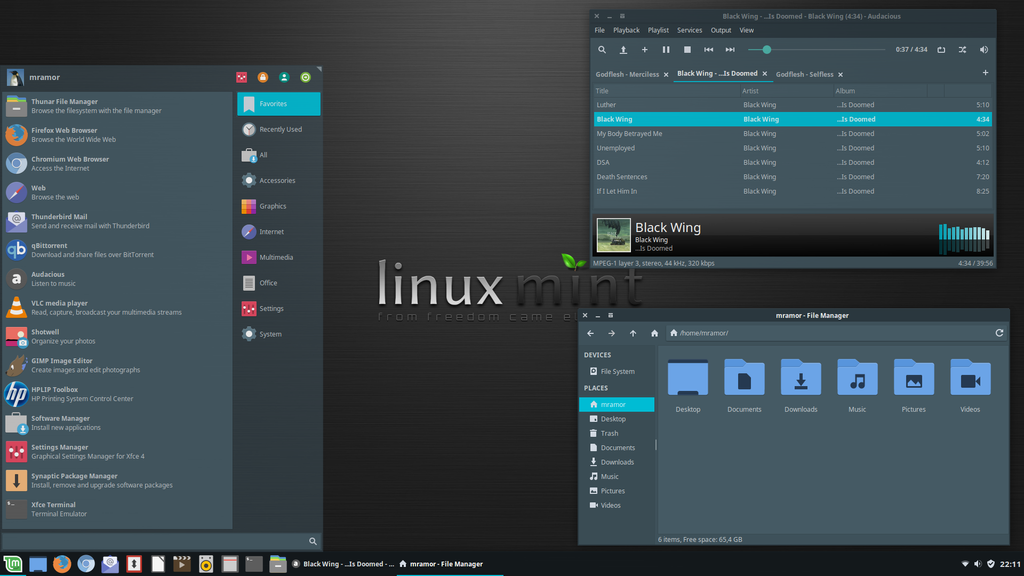 mramor
Thunar File Manager
Browse the filesystem with the file manager
Firefox Web Browser
Browse the World Wide Web
Chromium Web Browser
Access the Internet
Web
Browse the web
Thunderbird Mail
Send and receive mail with Thunderbird
qBittorrent
Download and share files over BitTorrent
Audacious
Listen to music
VLC media player
Read, capture, broadcast your multimedia streams
Shotwell
Organize your photos
GIMP Image Editor
Create images and edit photographs
HPLIP Toolbox
HP Printing System Control Center
Software Manager
Install new applications
Settings Manager
Graphical Settings Manager for Xfce 4
Synaptic Package Manager
Install, remove and upgrade software packages
Xfce Terminal
Terminal Emulator
Favorites
Recently Used
All
Accessories
Graphics
Internet
Multimedia
Office
Settings
System
linux mint
from freedom came
Black Wing - ...Is Doomed - Black Wing (4:34) - Audacious
File Playback Playlist Services Output View
0:37 / 4:34
Godflesh - Merciless Black Wing - ...Is Doomed Godflesh - Selfless
Title Artist Album
Luther Black Wing ...Is Doomed 5:10
Black Wing Black Wing ...Is Doomed 4:34
My Body Betrayed Me Black Wing ...Is Doomed 5:02
Unemployed Black Wing ...Is Doomed 5:10
DSA Black Wing ...Is Doomed 4:12
Death Sentences Black Wing ...Is Doomed 7:20
If I Let Him In Black Wing ...Is Doomed 8:25
Black Wing
Black Wing
...Is Doomed
MPEG-1 layer 3, stereo, 44 kHz, 320 kbps 4:34 / 39:56
mramor - File Manager
/home/mramor/
DEVICES
File System
PLACES
mramor
Desktop
Trash
Documents
Downloads
Music
Pictures
Videos
Desktop Documents Downloads Music Pictures Videos
6 items, Free space: 65,4 GB
Black Wing - ...Is Doomed - ... mramor - File Manager 22:11